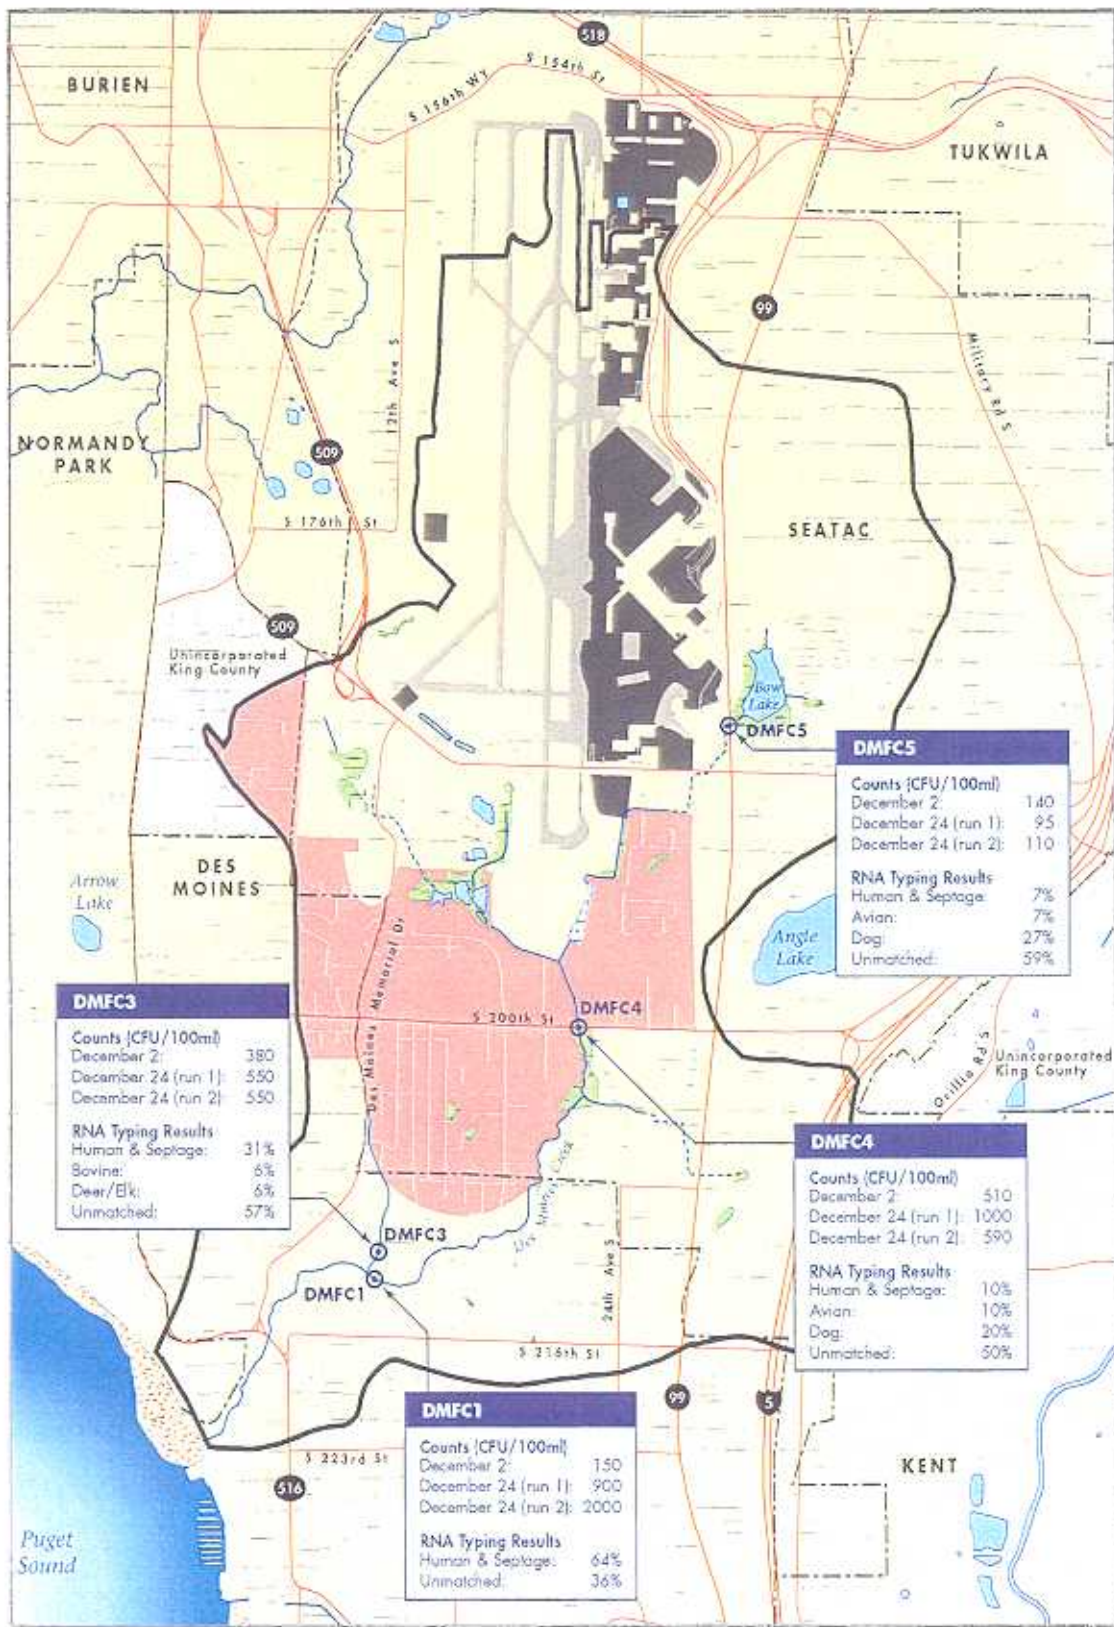 518
BURIEN
S 154th St
S 156th WY
TUKWILA
99
12th Ave S
Military Rd S
NORMANDY
PARK
509
S 176th St
SEATAC
509
Unincorporated
King County
Bow
Lake
DMFC5
DMFC5
Counts (CFU/100ml)
December 2: 140
December 24 (run 1): 95
December 24 (run 2): 110
RNA Typing Results
Human & Septage: 7%
Avian: 7%
Dog: 27%
Unmatched: 59%
DES
MOINES
Arrow
Lake
Des Moines Memorial Dr
Angle
Lake
DMFC3
Counts (CFU/100ml)
December 2: 380
December 24 (run 1): 550
December 24 (run 2): 550
RNA Typing Results
Human & Septage: 31%
Bovine: 6%
Deer/Elk: 6%
Unmatched: 57%
S 200th St
DMFC4
Unincorporated
King County
Orillia Rd S
DMFC4
Counts (CFU/100ml)
December 2: 510
December 24 (run 1): 1000
December 24 (run 2): 590
RNA Typing Results
Human & Septage: 10%
Avian: 10%
Dog: 20%
Unmatched: 50%
Des Moines Creek
DMFC3
DMFC1
24th Ave S
S 216th St
99
5
DMFC1
Counts (CFU/100ml)
December 2: 150
December 24 (run 1): 900
December 24 (run 2): 2000
RNA Typing Results
Human & Septage: 64%
Unmatched: 36%
S 223rd St
516
KENT
Puget
Sound